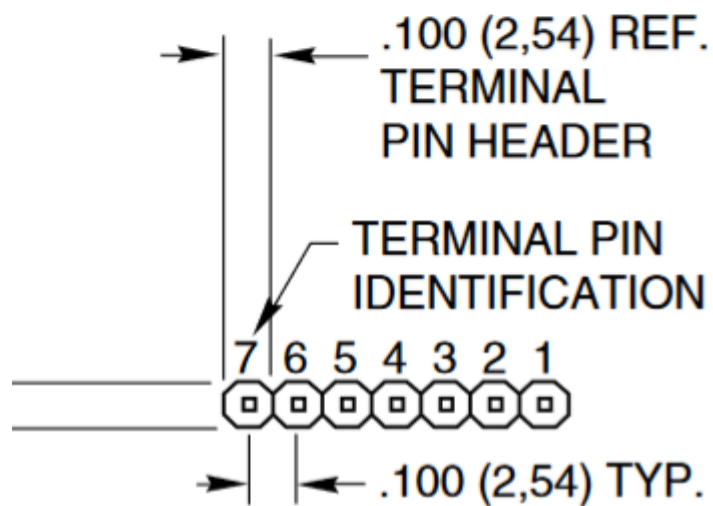 .100 (2,54) REF.
TERMINAL
PIN HEADER
TERMINAL PIN
IDENTIFICATION
7 6 5 4 3 2 1
.100 (2,54) TYP.